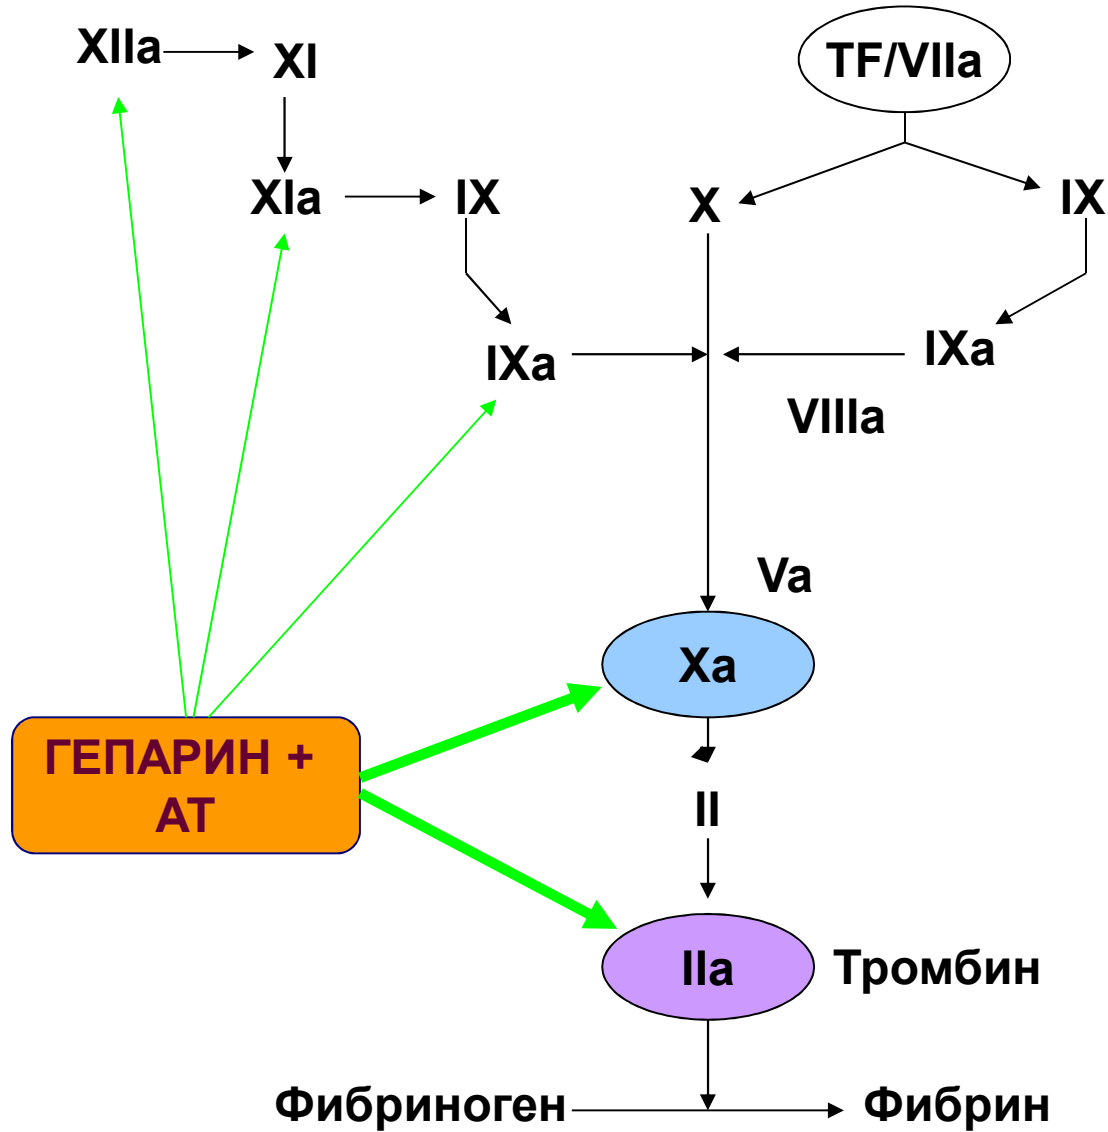 XIIa
XI
TF/VIIa
XIa
IX
X
IX
IXa
IXa
VIIIa
Va
Xa
ГЕПАРИН +
АТ
II
IIa
Тромбин
Фибриноген
Фибрин